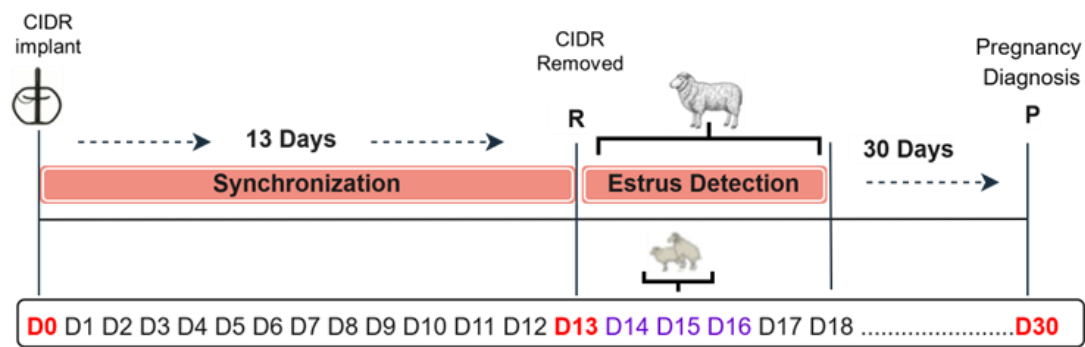 CIDR
implant
CIDR
Removed
Pregnancy
Diagnosis
R
P
13 Days
30 Days
Synchronization
Estrus Detection
D0 D1 D2 D3 D4 D5 D6 D7 D8 D9 D10 D11 D12 D13 D14 D15 D16 D17 D18 .......................D30